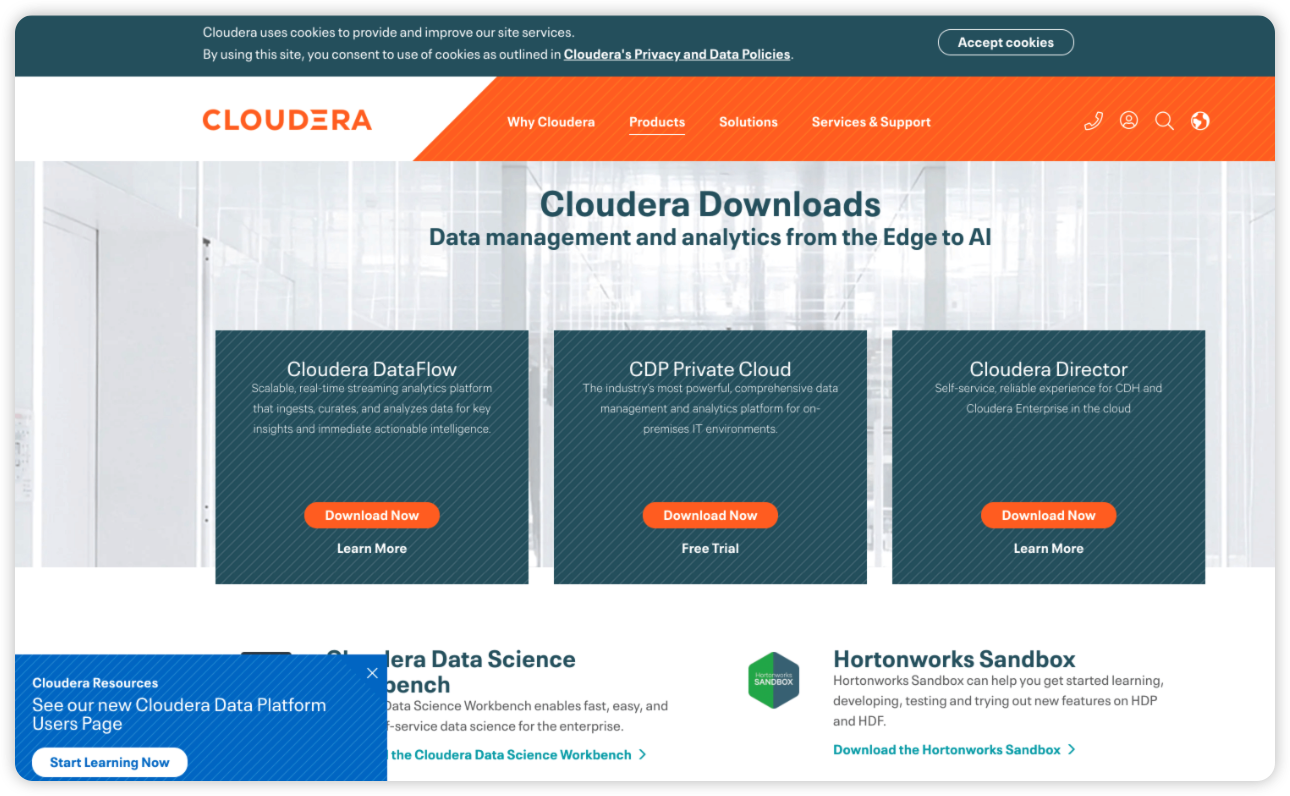 Cloudera uses cookies to provide and improve our site services.
By using this site, you consent to use of cookies as outlined in Cloudera's Privacy and Data Policies.
Accept cookies
CLOUDERA
Why Cloudera
Products
Solutions
Services & Support
Cloudera Downloads
Data management and analytics from the Edge to AI
Cloudera DataFlow
Scalable, real-time streaming analytics platform
that ingests, curates, and analyzes data for key
insights and immediate actionable intelligence.
Download Now
Learn More
CDP Private Cloud
The industry's most powerful, comprehensive data
management and analytics platform for on-
premises IT environments.
Download Now
Free Trial
Cloudera Director
Self-service, reliable experience for CDH and
Cloudera Enterprise in the cloud
Download Now
Learn More
Cloudera Data Science
bench
Data Science Workbench enables fast, easy, and
f-service data science for the enterprise.
the Cloudera Data Science Workbench
Hortonworks
SANDBOX
Hortonworks Sandbox
Hortonworks Sandbox can help you get started learning,
developing, testing and trying out new features on HDP
and HDF.
Download the Hortonworks Sandbox
Cloudera Resources
See our new Cloudera Data Platform
Users Page
Start Learning Now